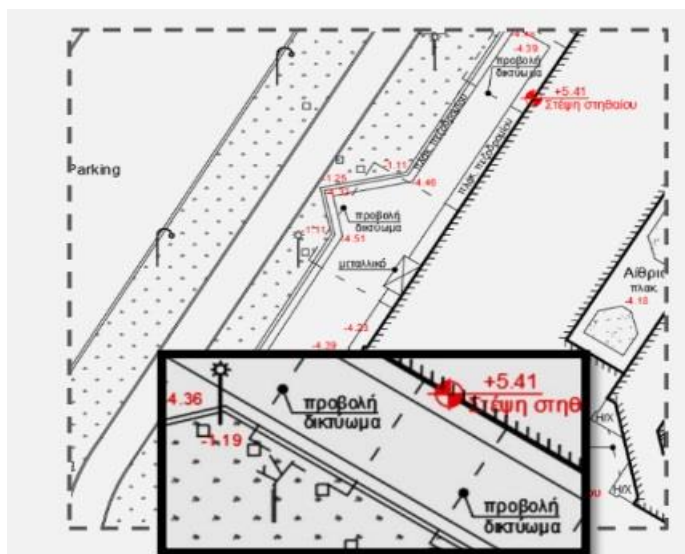 -4.39
προβολή
δικτύωμα
+5.41
Στέψη στηθαίου
πλακ. πεζοδρομίου
πλακ. πεζοδρομίου
Parking
-1.11
-1.25
-4.46
προβολή
δικτύωμα
-4.51
μεταλλικό
Αίθριο
πλακ.
-4.18
-4.23
-4.39
+5.41
Στέψη στηθα
4.36
προβολή
δικτύωμα
-1.19
προβολή
δικτύωμα
Η/Χ
Η/Χ